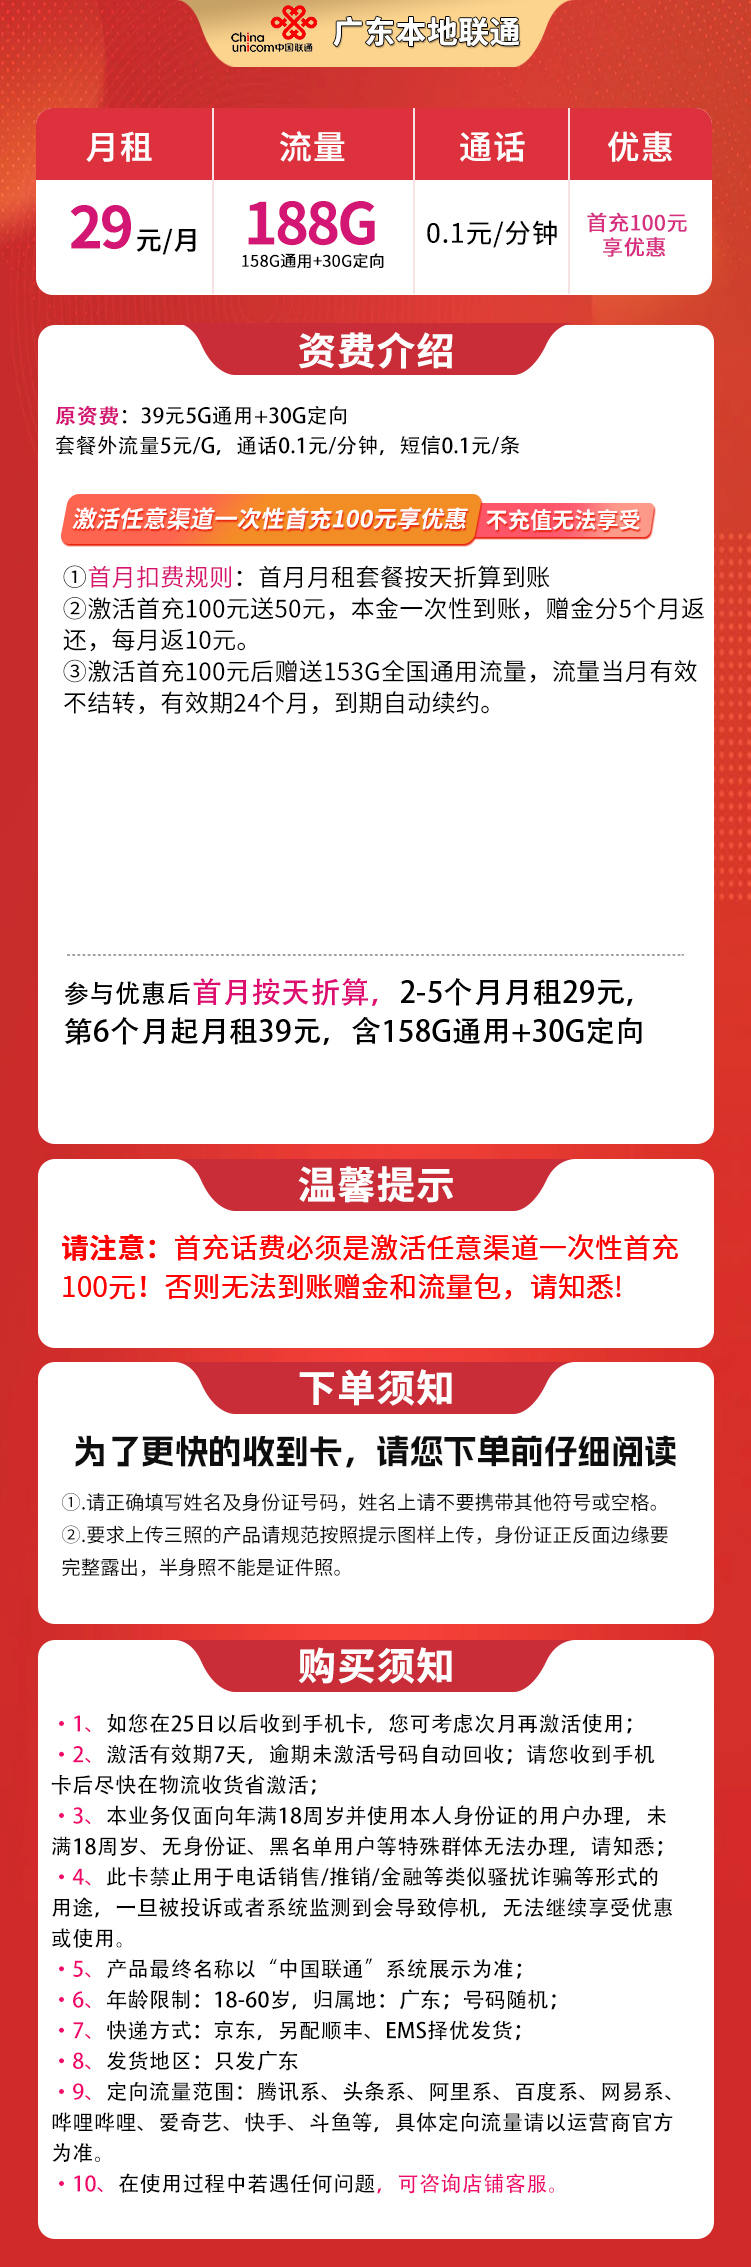 China
unicom中国联通
广东本地联通
月租
流量
通话
优惠
29元/月
188G
158G通用+30G定向
0.1元/分钟
首充100元
享优惠
资费介绍
原资费：39元5G通用+30G定向
套餐外流量5元/G，通话0.1元/分钟，短信0.1元/条
激活任意渠道一次性首充100元享优惠 不充值无法享受
①首月扣费规则：首月月租套餐按天折算到账
②激活首充100元送50元，本金一次性到账，赠金分5个月返
还，每月返10元。
③激活首充100元后赠送153G全国通用流量，流量当月有效
不结转，有效期24个月，到期自动续约。
参与优惠后首月按天折算，2-5个月月租29元，
第6个月起月租39元，含158G通用+30G定向
温馨提示
请注意：首充话费必须是激活任意渠道一次性首充
100元！否则无法到账赠金和流量包，请知悉!
下单须知
为了更快的收到卡，请您下单前仔细阅读
①.请正确填写姓名及身份证号码，姓名上请不要携带其他符号或空格。
②.要求上传三照的产品请规范按照提示图样上传，身份证正反面边缘要
完整露出，半身照不能是证件照。
购买须知
·1、如您在25日以后收到手机卡，您可考虑次月再激活使用；
·2、激活有效期7天，逾期未激活号码自动回收；请您收到手机
卡后尽快在物流收货省激活；
·3、本业务仅面向年满18周岁并使用本人身份证的用户办理，未
满18周岁、无身份证、黑名单用户等特殊群体无法办理，请知悉；
·4、此卡禁止用于电话销售/推销/金融等类似骚扰诈骗等形式的
用途，一旦被投诉或者系统监测到会导致停机，无法继续享受优惠
或使用。
·5、产品最终名称以“中国联通”系统展示为准；
·6、年龄限制：18-60岁，归属地：广东；号码随机；
·7、快递方式：京东，另配顺丰、EMS择优发货；
·8、发货地区：只发广东
·9、定向流量范围：腾讯系、头条系、阿里系、百度系、网易系、
哔哩哔哩、爱奇艺、快手、斗鱼等，具体定向流量请以运营商官方
为准。
·10、在使用过程中若遇任何问题，可咨询店铺客服。